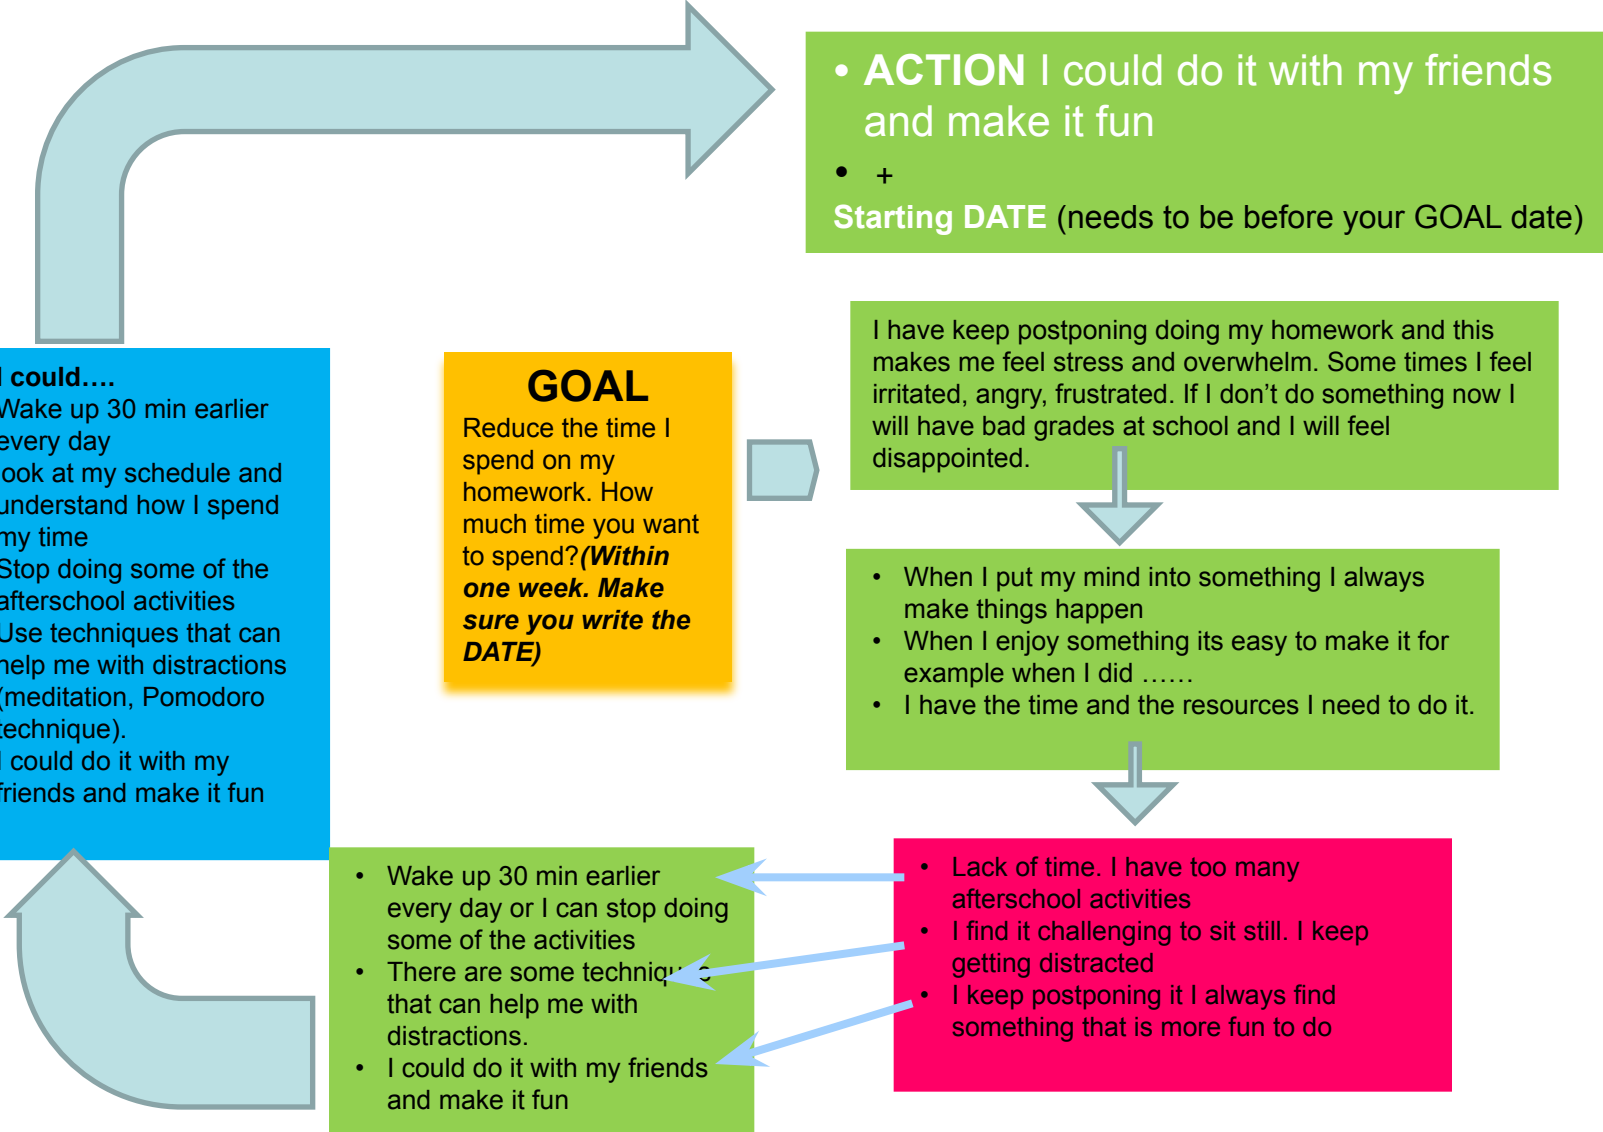 • ACTION I could do it with my friends
and make it fun
• +
Starting DATE (needs to be before your GOAL date)
GOAL
Reduce the time I
spend on my
homework. How
much time you want
to spend?(Within
one week. Make
sure you write the
DATE)
I have keep postponing doing my homework and this
makes me feel stress and overwhelm. Some times I feel
irritated, angry, frustrated. If I don’t do something now I
will have bad grades at school and I will feel
disappointed.
• When I put my mind into something I always
make things happen
• When I enjoy something its easy to make it for
example when I did ……
• I have the time and the resources I need to do it.
• Lack of time. I have too many
afterschool activities
• I find it challenging to sit still. I keep
getting distracted
• I keep postponing it I always find
something that is more fun to do
• Wake up 30 min earlier
every day or I can stop doing
some of the activities
• There are some techniques
that can help me with
distractions.
• I could do it with my friends
and make it fun
I could….
Wake up 30 min earlier
every day
look at my schedule and
understand how I spend
my time
Stop doing some of the
afterschool activities
Use techniques that can
help me with distractions
(meditation, Pomodoro
technique).
I could do it with my
friends and make it fun